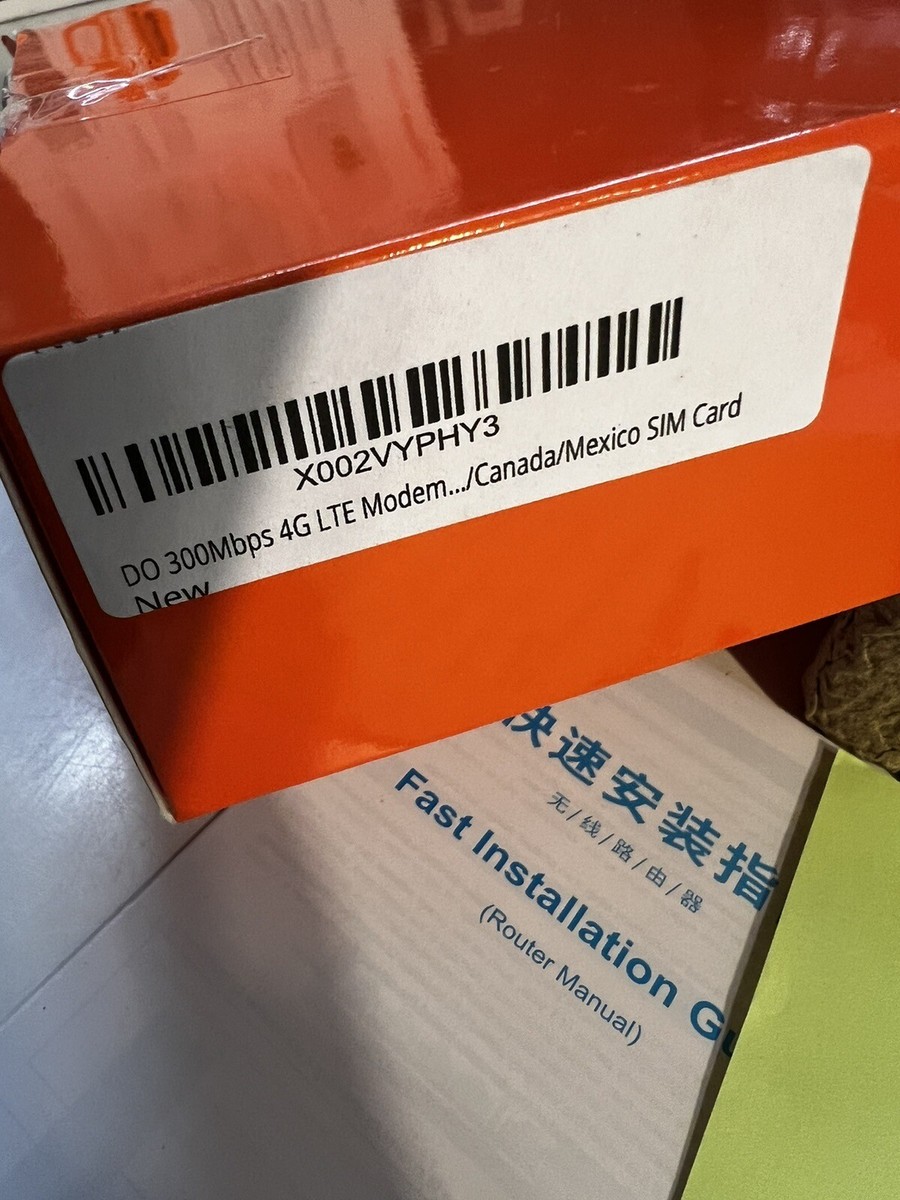 X002VYPHY3
DO 300Mbps 4G LTE Modem.../Canada/Mexico SIM Card
New
快速安装指
无/线/路/由/器
Fast Installation Gu
(Router Manual)